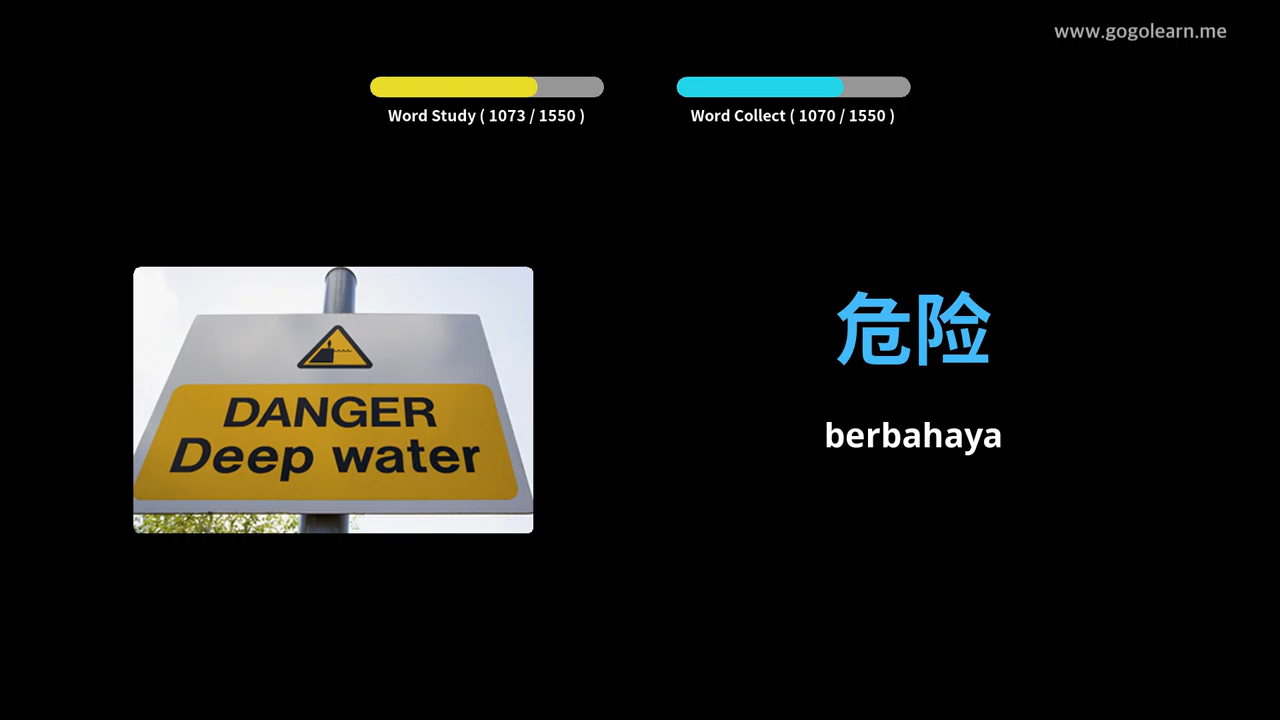 www.gogolearn.me
Word Study ( 1073 / 1550 )
Word Collect ( 1070 / 1550 )
DANGER
Deep water
危险
berbahaya